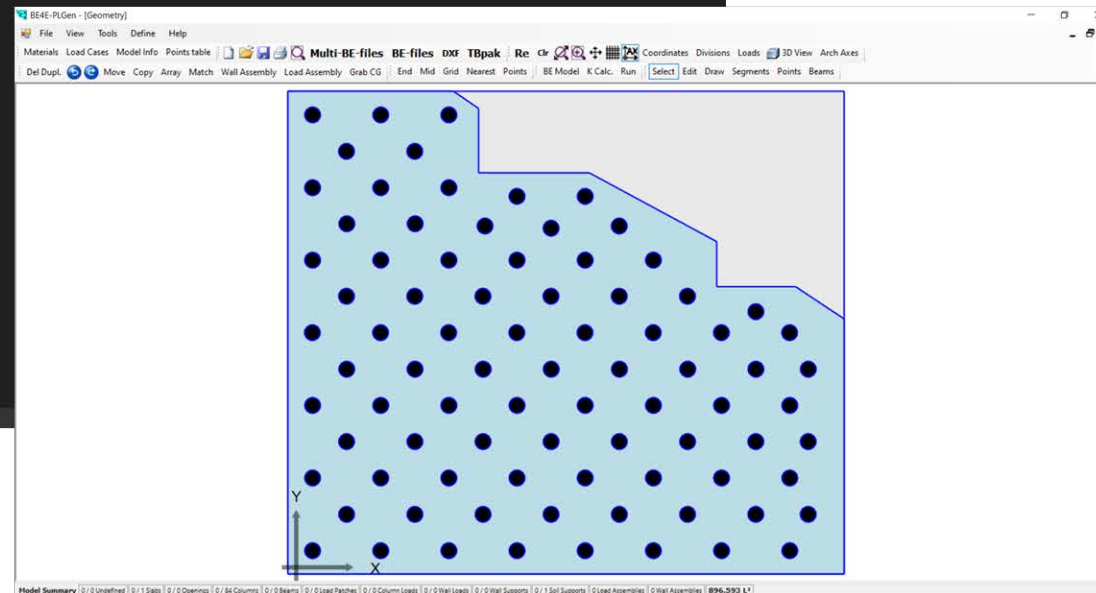 BE4E-PLGen - [Geometry]
File View Tools Define Help
Materials Load Cases Model Info Points table Multi-BE-files BE-files DXF TBpak Re Clr Coordinates Divisions Loads 3D View Arch Axes
Del Dupl. Move Copy Array Match Wall Assembly Load Assembly Grab CG End Mid Grid Nearest Points BE Model K Calc. Run Select Edit Draw Segments Points Beams
Y
X
Model Summary 0 / 0 Undefined 0 / 1 Slabs 0 / 0 Openings 0 / 84 Columns 0 / 0 Beams 0 / 0 Load Patches 0 / 0 Column Loads 0 / 0 Wall Loads 0 / 0 Wall Supports 0 / 1 Soil Supports 0 Load Assemblies 0 Wall Assemblies 896.593 L²